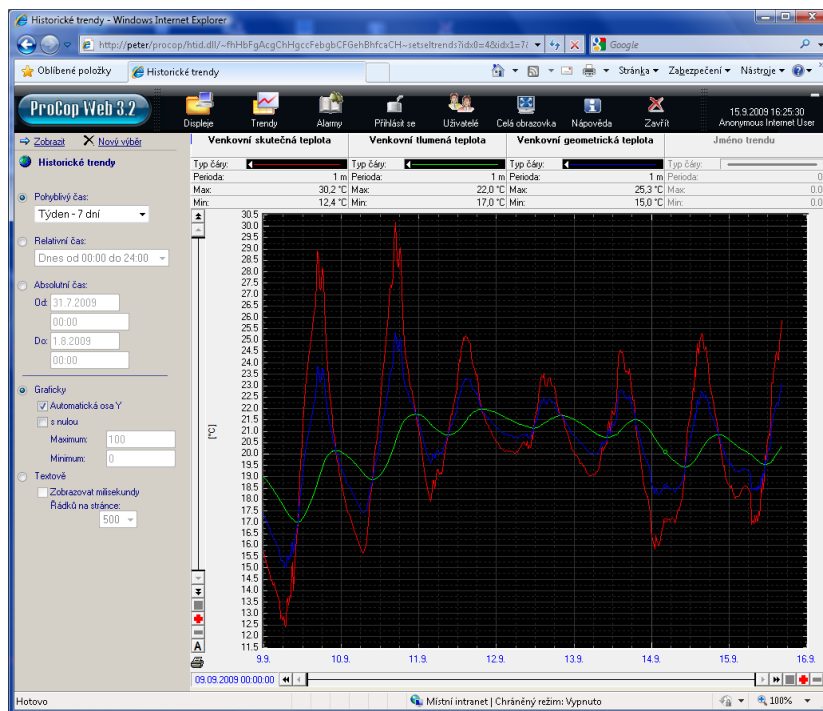 Historické trendy - Windows Internet Explorer
http://peter/procop/htid.dll/~fhHbFgAcgChHgccFebgbCFGehBhfcaCH~setseltrends?idx0=4&idx1=7&
Google
Oblíbené položky
Historické trendy
Stránka
Zabezpečení
Nástroje
ProCop Web 3.2
Displeje
Trendy
Alarmy
Přihlásit se
Uživatelé
Celá obrazovka
Nápověda
Zavřít
15.9.2009 16:25:30
Anonymous Internet User
Zobrazit
Nový výběr
Historické trendy
Pohyblivý čas:
Týden - 7 dní
Relativní čas:
Dnes od 00:00 do 24:00
Absolutní čas:
Od: 31.7.2009
00:00
Do: 1.8.2009
00:00
Graficky
Automatická osa Y
s nulou
Maximum: 100
Minimum: 0
Textově
Zobrazovat milisekundy
Řádků na stránce:
500
Venkovní skutečná teplota
Venkovní tlumená teplota
Venkovní geometrická teplota
Jméno trendu
Typ čáry:
Typ čáry:
Typ čáry:
Typ čáry:
Perioda: 1 m
Perioda: 1 m
Perioda: 1 m
Perioda: 0
Max: 30,2 °C
Max: 22,0 °C
Max: 25,3 °C
Max: 0.0
Min: 12,4 °C
Min: 17,0 °C
Min: 15,0 °C
Min: 0.0
30.5
30.0
29.5
29.0
28.5
28.0
27.5
27.0
26.5
26.0
25.5
25.0
24.5
24.0
23.5
23.0
22.5
22.0
21.5
21.0
20.5
20.0
19.5
19.0
18.5
18.0
17.5
17.0
16.5
16.0
15.5
15.0
14.5
14.0
13.5
13.0
12.5
12.0
11.5
[°C]
A
9.9.
10.9.
11.9.
12.9.
13.9.
14.9.
15.9.
16.9.
09.09.2009 00:00:00
Hotovo
Místní intranet | Chráněný režim: Vypnuto
100%